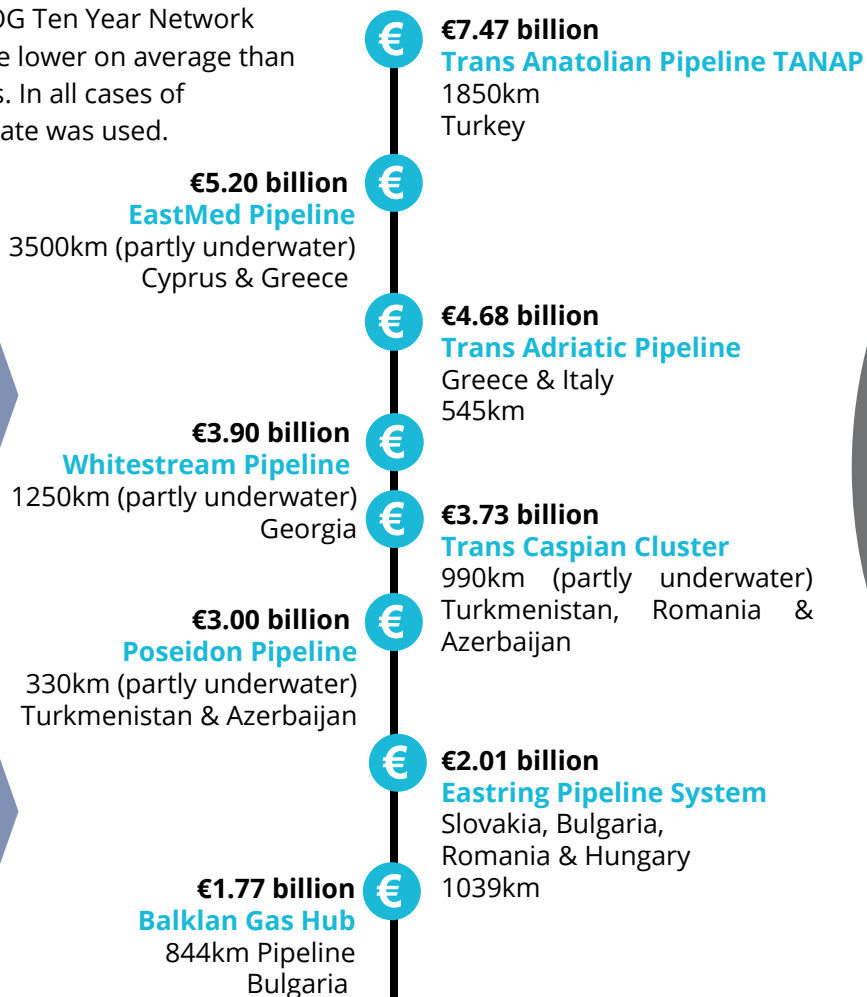 OG Ten Year Network
e lower on average than
s. In all cases of
ate was used.
€
€7.47 billion
Trans Anatolian Pipeline TANAP
1850km
Turkey
€
€5.20 billion
EastMed Pipeline
3500km (partly underwater)
Cyprus & Greece
€
€4.68 billion
Trans Adriatic Pipeline
Greece & Italy
545km
€
€3.90 billion
Whitestream Pipeline
1250km (partly underwater)
Georgia
€
€3.73 billion
Trans Caspian Cluster
990km (partly underwater)
Turkmenistan, Romania &
Azerbaijan
€
€3.00 billion
Poseidon Pipeline
330km (partly underwater)
Turkmenistan & Azerbaijan
€
€2.01 billion
Eastring Pipeline System
Slovakia, Bulgaria,
Romania & Hungary
1039km
€
€1.77 billion
Balklan Gas Hub
844km Pipeline
Bulgaria